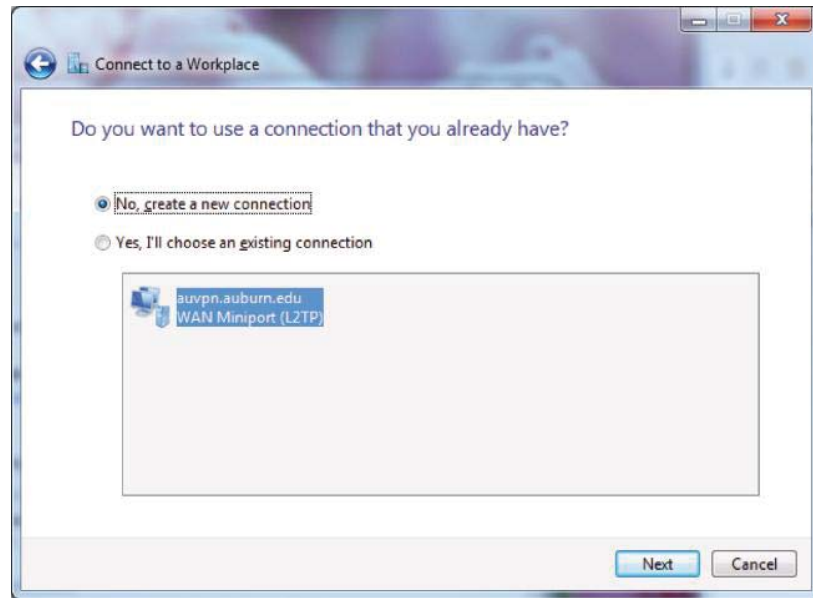 Connect to a Workplace
Do you want to use a connection that you already have?
No, create a new connection
Yes, I'll choose an existing connection
auvpn.auburn.edu
WAN Miniport (L2TP)
Next
Cancel